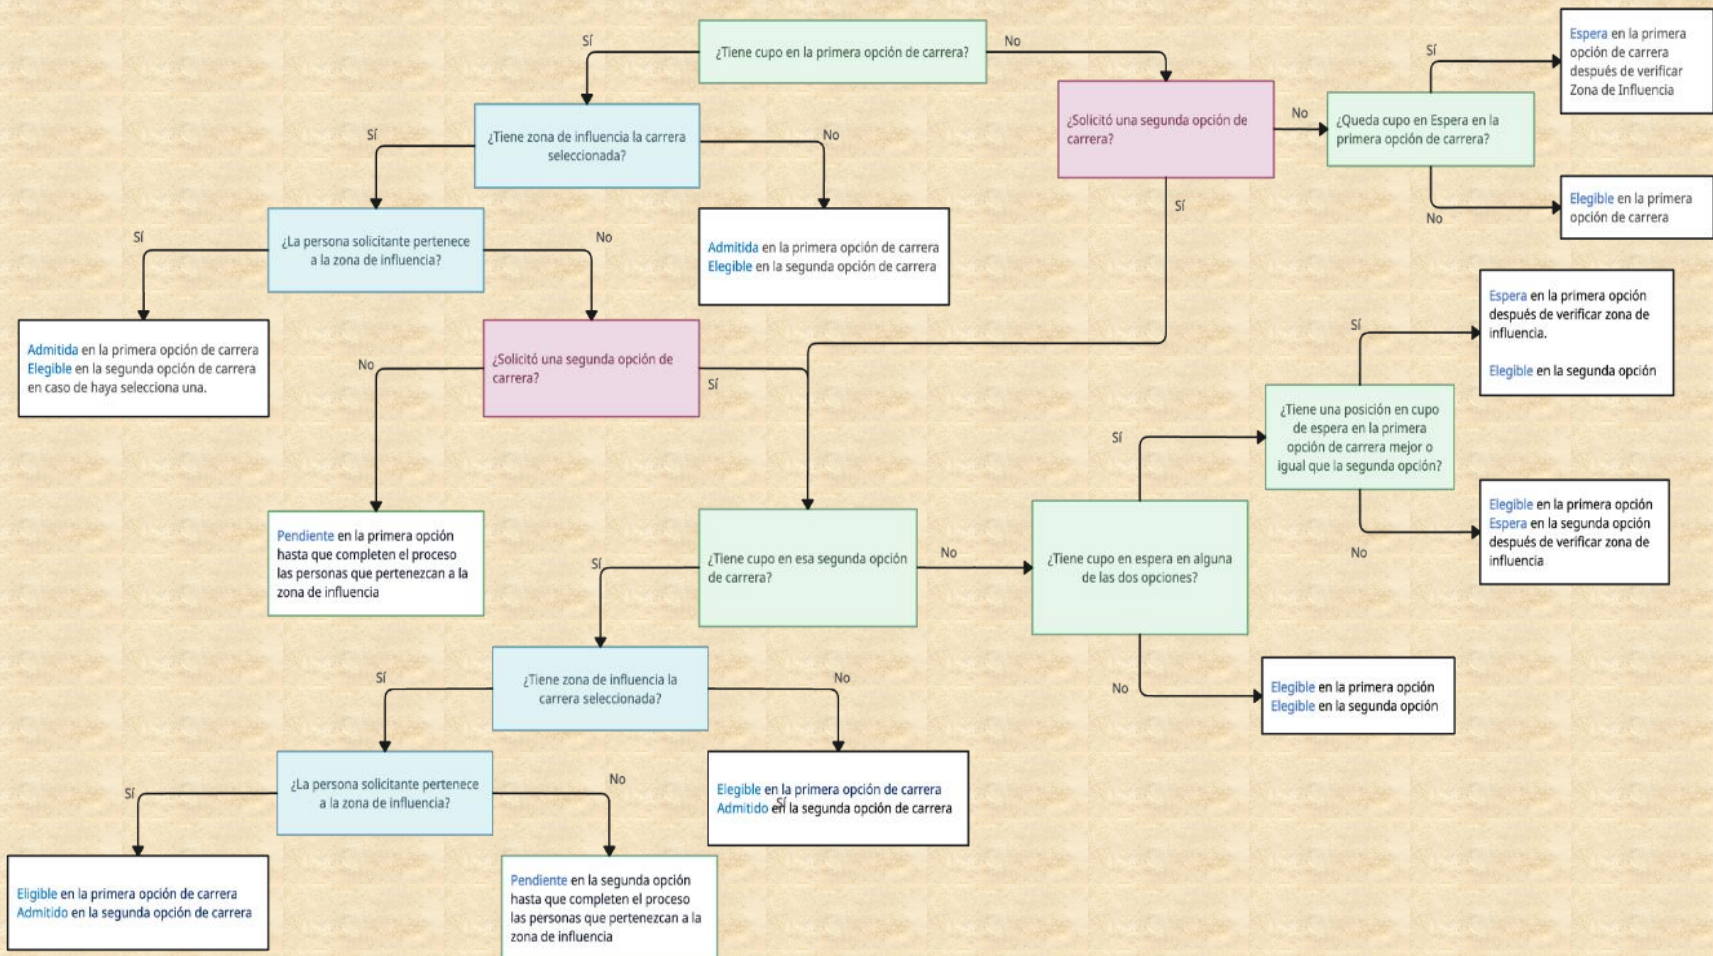 ¿Tiene cupo en la primera opción de carrera?
Sí
No
¿Tiene zona de influencia la carrera
seleccionada?
Sí
No
¿Solicitó una segunda opción de
carrera?
No
Sí
¿Queda cupo en Espera en la
primera opción de carrera?
Sí
No
Espera en la primera
opción de carrera
después de verificar
Zona de Influencia
Elegible en la primera
opción de carrera
¿La persona solicitante pertenece
a la zona de influencia?
Sí
No
Admitida en la primera opción de carrera
Elegible en la segunda opción de carrera
Admitida en la primera opción de carrera
Elegible en la segunda opción de carrera
en caso de haya selecciona una.
¿Solicitó una segunda opción de
carrera?
No
Sí
Pendiente en la primera opción
hasta que completen el proceso
las personas que pertenezcan a la
zona de influencia
¿Tiene cupo en esa segunda opción
de carrera?
Sí
No
¿Tiene cupo en espera en alguna
de las dos opciones?
Sí
No
¿Tiene una posición en cupo
de espera en la primera
opción de carrera mejor o
igual que la segunda opción?
Sí
No
Espera en la primera opción
después de verificar zona de
influencia.
Elegible en la segunda opción
Elegible en la primera opción
Espera en la segunda opción
después de verificar zona de
influencia
Elegible en la primera opción
Elegible en la segunda opción
¿Tiene zona de influencia la
carrera seleccionada?
Sí
No
¿La persona solicitante pertenece
a la zona de influencia?
Sí
No
Elegible en la primera opción de carrera
Admitido en la segunda opción de carrera
Sí
Eligible en la primera opción de carrera
Admitido en la segunda opción de carrera
Pendiente en la segunda opción
hasta que completen el proceso
las personas que pertenezcan a la
zona de influencia